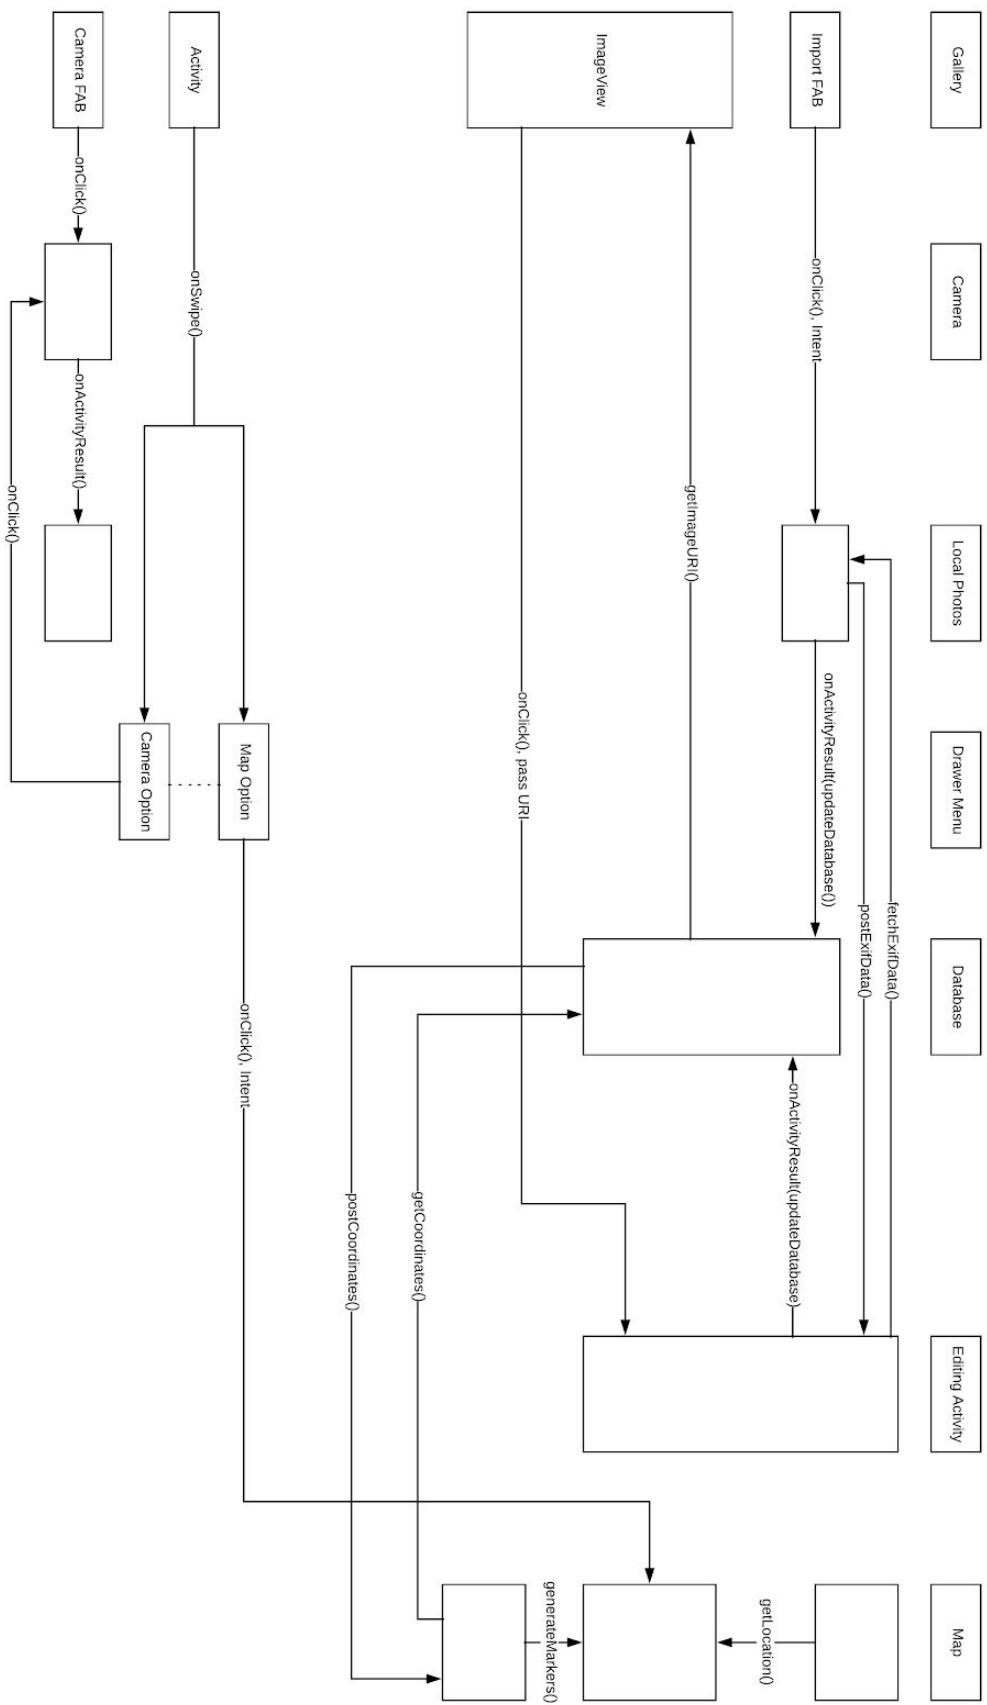 Gallery
Camera
Local Photos
Drawer Menu
Database
Editing Activity
Map
Import FAB
onClick(), Intent
onActivityResult(updateDatabase())
postExifData()
fetchExifData()
ImageView
getImageURI()
onClick(), pass URI
onActivityResult(updateDatabase)
getLocation()
generateMarkers()
getCoordinates()
postCoordinates()
Activity
onSwipe()
Map Option
onClick(), Intent
Camera Option
Camera FAB
onClick()
onActivityResult()
onClick()